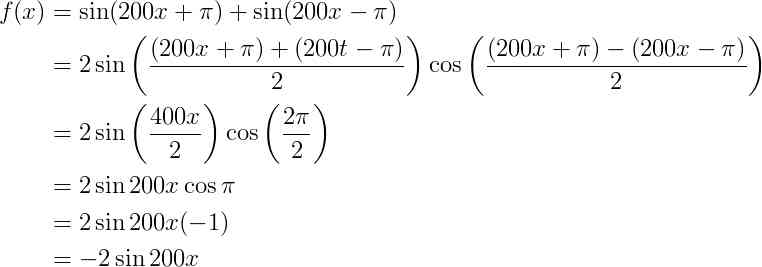 f(x) = sin(200x + π) + sin(200x − π)
= 2 sin ( (200x + π) + (200t − π) / 2 ) cos ( (200x + π) − (200x − π) / 2 )
= 2 sin ( 400x / 2 ) cos ( 2π / 2 )
= 2 sin 200x cos π
= 2 sin 200x(−1)
= −2 sin 200x